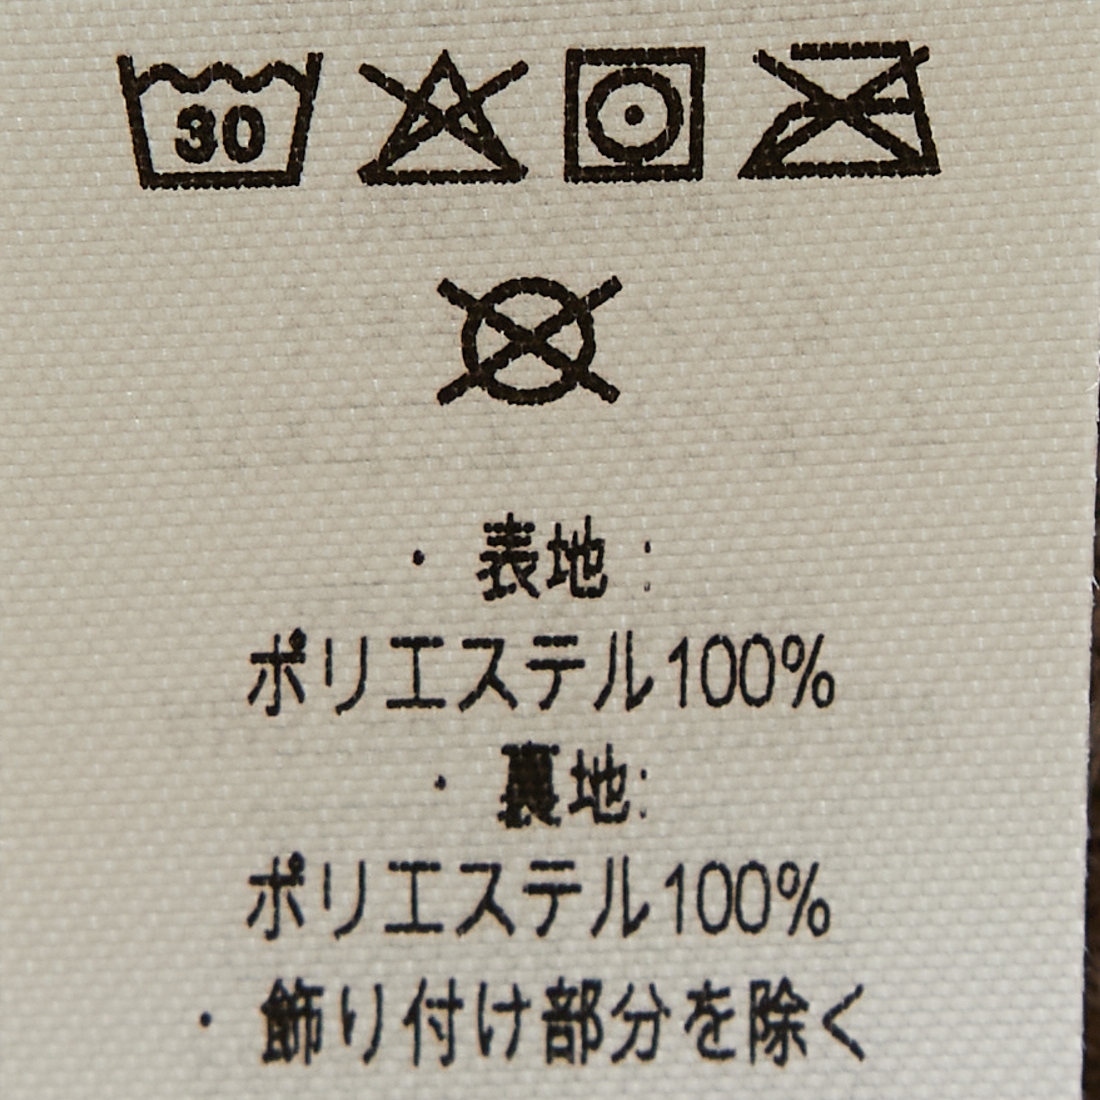 30
・表地:
ポリエステル100%
・裏地:
ポリエステル100%
・飾り付け部分を除く